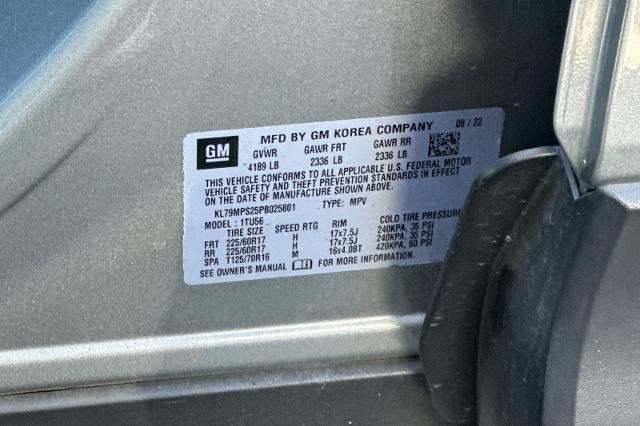 GM
MFD BY GM KOREA COMPANY 08 / 22
GVWR GAWR FRT GAWR RR
4189 LB 2336 LB 2336 LB
THIS VEHICLE CONFORMS TO ALL APPLICABLE U.S. FEDERAL MOTOR
VEHICLE SAFETY AND THEFT PREVENTION STANDARDS IN EFFECT
ON THE DATE OF MANUFACTURE SHOWN ABOVE.
KL79MPS25PB025801 TYPE: MPV
MODEL: 1TU56
TIRE SIZE SPEED RTG RIM COLD TIRE PRESSURE
FRT 225/60R17 H 17x7.5J 240KPA, 35 PSI
RR 225/60R17 H 17x7.5J 240KPA, 35 PSI
SPA T125/70R16 M 16x4.0BT 420KPA, 60 PSI
SEE OWNER'S MANUAL FOR MORE INFORMATION.